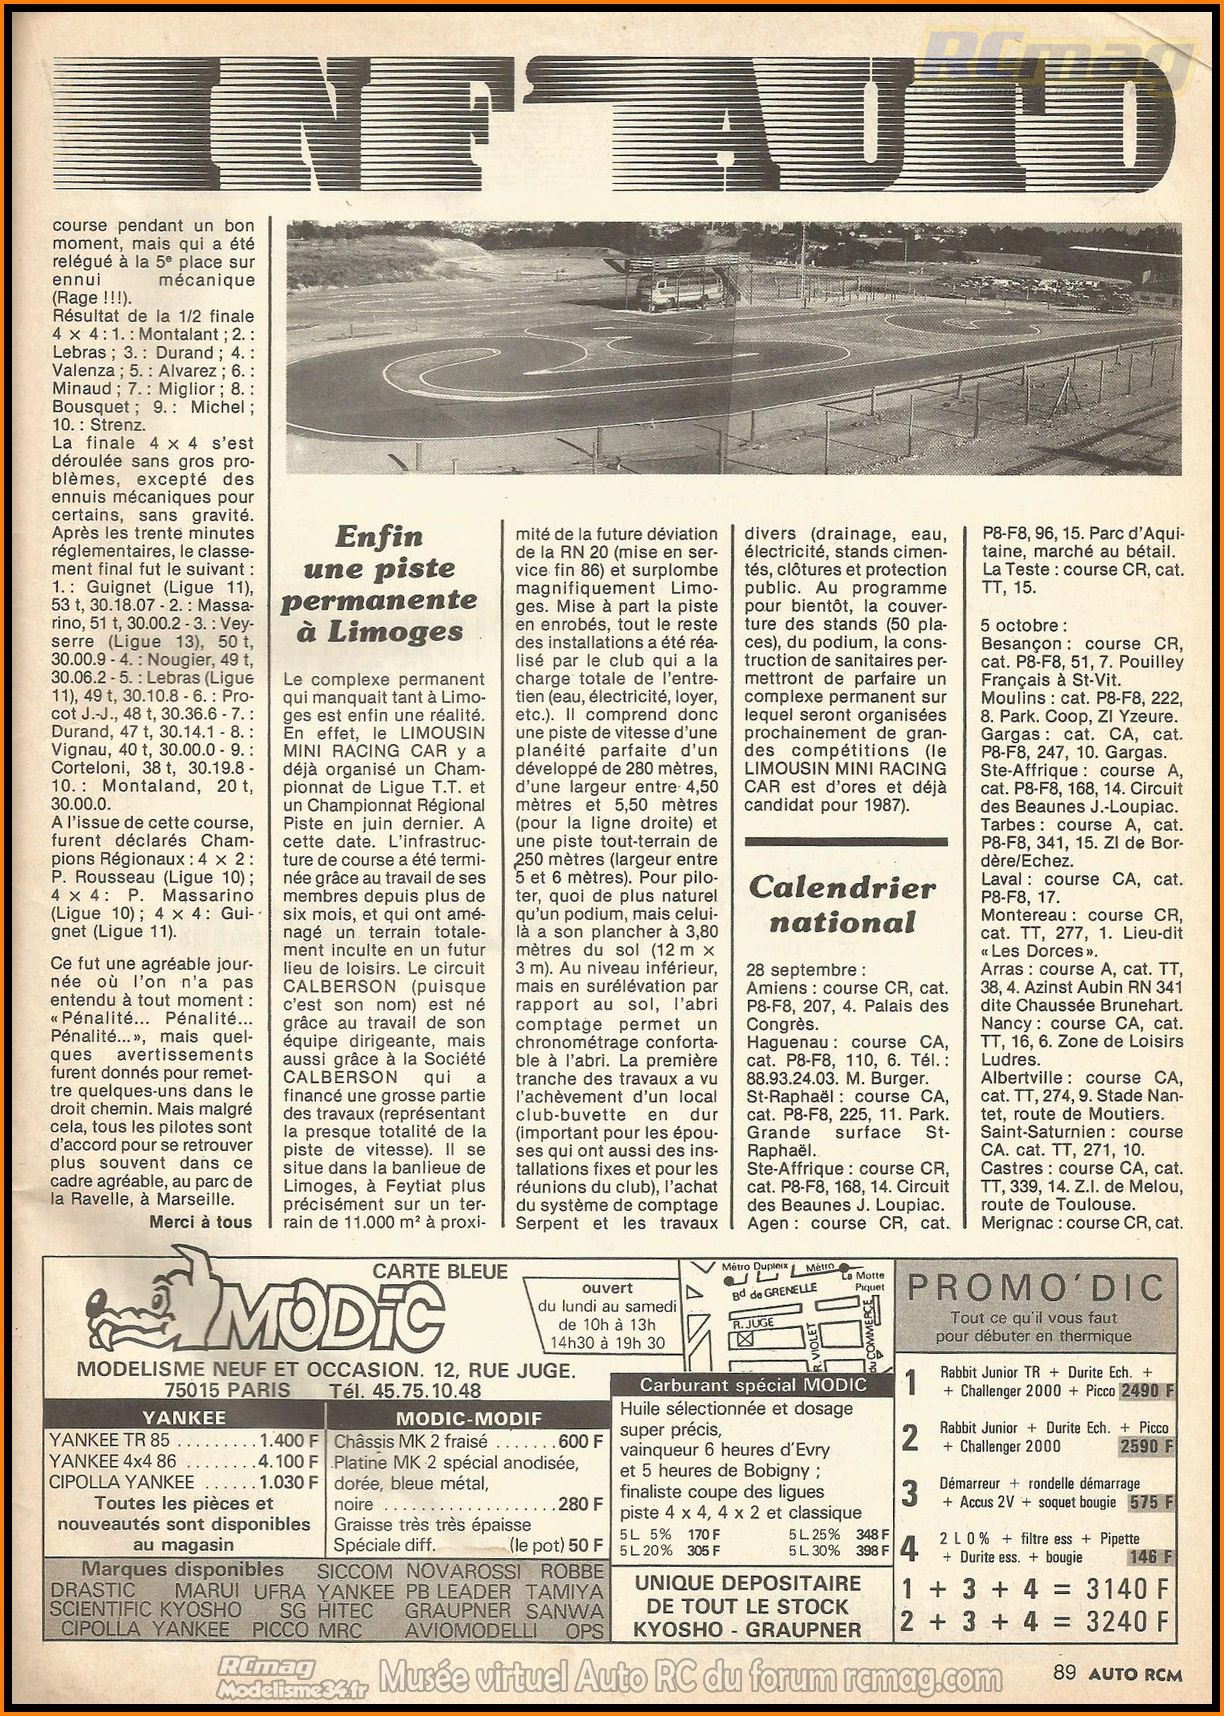 RCmag
INF'AUTO
course pendant un bon
moment, mais qui a été
relégué à la 5e place sur
ennui mécanique
(Rage !!!).
Résultat de la 1/2 finale
4 × 4 : 1. : Montalant ; 2. :
Lebras ; 3. : Durand ; 4. :
Valenza ; 5. : Alvarez ; 6. :
Minaud ; 7. : Miglior ; 8. :
Bousquet ; 9. : Michel ;
10. : Strenz.
La finale 4 × 4 s'est
déroulée sans gros pro-
blèmes, excepté des
ennuis mécaniques pour
certains, sans gravité.
Après les trente minutes
réglementaires, le classe-
ment final fut le suivant :
1. : Guignet (Ligue 11),
53 t, 30.18.07 - 2. : Massa-
rino, 51 t, 30.00.2 - 3. : Vey-
serre (Ligue 13), 50 t,
30.00.9 - 4. : Nougier, 49 t,
30.06.2 - 5. : Lebras (Ligue
11), 49 t, 30.10.8 - 6. : Pro-
cot J.-J., 48 t, 30.36.6 - 7. :
Durand, 47 t, 30.14.1 - 8. :
Vignau, 40 t, 30.00.0 - 9. :
Corteloni, 38 t, 30.19.8 -
10. : Montaland, 20 t,
30.00.0.
A l'issue de cette course,
furent déclarés Cham-
pions Régionaux : 4 × 2 :
P. Rousseau (Ligue 10) ;
4 × 4 : P. Massarino
(Ligue 10) ; 4 × 4 : Gui-
gnet (Ligue 11).
Ce fut une agréable jour-
née où l'on n'a pas
entendu à tout moment :
« Pénalité... Pénalité...
Pénalité... », mais quel-
ques avertissements
furent donnés pour remet-
tre quelques-uns dans le
droit chemin. Mais malgré
cela, tous les pilotes sont
d'accord pour se retrouver
plus souvent dans ce
cadre agréable, au parc de
la Ravelle, à Marseille.
Merci à tous
Enfin
une piste
permanente
à Limoges
Le complexe permanent
qui manquait tant à Limo-
ges est enfin une réalité.
En effet, le LIMOUSIN
MINI RACING CAR y a
déjà organisé un Cham-
pionnat de Ligue T.T. et
un Championnat Régional
Piste en juin dernier. A
cette date. L'infrastruc-
ture de course a été termi-
née grâce au travail de ses
membres depuis plus de
six mois, et qui ont amé-
nagé un terrain totale-
ment inculte en un futur
lieu de loisirs. Le circuit
CALBERSON (puisque
c'est son nom) est né
grâce au travail de son
équipe dirigeante, mais
aussi grâce à la Société
CALBERSON qui a
financé une grosse partie
des travaux (représentant
la presque totalité de la
piste de vitesse). Il se
situe dans la banlieue de
Limoges, à Feytiat plus
précisément sur un ter-
rain de 11.000 m² à proxi-
mité de la future déviation
de la RN 20 (mise en ser-
vice fin 86) et surplombe
magnifiquement Limo-
ges. Mise à part la piste
en enrobés, tout le reste
des installations a été réa-
lisé par le club qui a la
charge totale de l'entre-
tien (eau, électricité, loyer,
etc.). Il comprend donc
une piste de vitesse d'une
planéité parfaite d'un
développé de 280 mètres,
d'une largeur entre 4,50
mètres et 5,50 mètres
(pour la ligne droite) et
une piste tout-terrain de
250 mètres (largeur entre
5 et 6 mètres). Pour pilo-
ter, quoi de plus naturel
qu'un podium, mais celui-
là a son plancher à 3,80
mètres du sol (12 m ×
3 m). Au niveau inférieur,
mais en surélévation par
rapport au sol, l'abri
comptage permet un
chronométrage conforta-
ble à l'abri. La première
tranche des travaux a vu
l'achèvement d'un local
club-buvette en dur
(important pour les épou-
ses qui ont aussi des ins-
tallations fixes et pour les
réunions du club), l'achat
du système de comptage
Serpent et les travaux
divers (drainage, eau,
électricité, stands cimen-
tés, clôtures et protection
public. Au programme
pour bientôt, la couver-
ture des stands (50 pla-
ces), du podium, la cons-
truction de sanitaires per-
mettront de parfaire un
complexe permanent sur
lequel seront organisées
prochainement de gran-
des compétitions (le
LIMOUSIN MINI RACING
CAR est d'ores et déjà
candidat pour 1987).
Calendrier
national
28 septembre :
Amiens : course CR, cat.
P8-F8, 207, 4. Palais des
Congrès.
Haguenau : course CA,
cat. P8-F8, 110, 6. Tél. :
88.93.24.03. M. Burger.
St-Raphaël : course CA,
cat. P8-F8, 225, 11. Park.
Grande surface St-
Raphaël.
Ste-Affrique : course CR,
cat. P8-F8, 168, 14. Circuit
des Beaunes J. Loupiac.
Agen : course CR, cat.
P8-F8, 96, 15. Parc d'Aqui-
taine, marché au bétail.
La Teste : course CR, cat.
TT, 15.
5 octobre :
Besançon : course CR,
cat. P8-F8, 51, 7. Pouilley
Français à St-Vit.
Moulins : cat. P8-F8, 222,
8. Park. Coop, ZI Yzeure.
Gargas : cat. CA, cat.
P8-F8, 247, 10. Gargas.
Ste-Affrique : course A,
cat. P8-F8, 168, 14. Circuit
des Beaunes J.-Loupiac.
Tarbes : course A, cat.
P8-F8, 341, 15. ZI de Bor-
dère/Echez.
Laval : course CA, cat.
P8-F8, 17.
Montereau : course CR,
cat. TT, 277, 1. Lieu-dit
« Les Dorces ».
Arras : course A, cat. TT,
38, 4. Azinst Aubin RN 341
dite Chaussée Brunehart.
Nancy : course CA, cat.
TT, 16, 6. Zone de Loisirs
Ludres.
Albertville : course CA,
cat. TT, 274, 9. Stade Nan-
tet, route de Moutiers.
Saint-Saturnien : course
CA. cat. TT, 271, 10.
Castres : course CA, cat.
TT, 339, 14. Z.I. de Melou,
route de Toulouse.
Merignac : course CR, cat.
CARTE BLEUE
MODIC
MODELISME NEUF ET OCCASION. 12, RUE JUGE.
75015 PARIS Tél. 45.75.10.48
ouvert
du lundi au samedi
de 10h à 13h
14h30 à 19h 30
Métro Dupleix
Métro
La Motte
Piquet
Bd de GRENELLE
R. JUGE
R. VIOLET
du COMMERCE
YANKEE
YANKEE TR 85 ......... 1.400 F
YANKEE 4x4 86 ........ 4.100 F
CIPOLLA YANKEE ...... 1.030 F
Toutes les pièces et
nouveautés sont disponibles
au magasin
MODIC-MODIF
Châssis MK 2 fraisé ....... 600 F
Platine MK 2 spécial anodisée,
dorée, bleue métal,
noire ................... 280 F
Graisse très très épaisse
Spéciale diff. (le pot) 50 F
Marques disponibles SICCOM NOVAROSSI ROBBE
DRASTIC MARUI UFRA YANKEE PB LEADER TAMIYA
SCIENTIFIC KYOSHO SG HITEC GRAUPNER SANWA
CIPOLLA YANKEE PICCO MRC AVIOMODELLI OPS
Carburant spécial MODIC
Huile sélectionnée et dosage
super précis,
vainqueur 6 heures d'Evry
et 5 heures de Bobigny ;
finaliste coupe des ligues
piste 4 x 4, 4 x 2 et classique
5 L 5% 170 F 5 L 25% 348 F
5 L 20% 305 F 5 L 30% 398 F
UNIQUE DEPOSITAIRE
DE TOUT LE STOCK
KYOSHO - GRAUPNER
PROMO'DIC
Tout ce qu'il vous faut
pour débuter en thermique
1 Rabbit Junior TR + Durite Ech. +
+ Challenger 2000 + Picco 2490 F
2 Rabbit Junior + Durite Ech. + Picco
+ Challenger 2000 2590 F
3 Démarreur + rondelle démarrage
+ Accus 2V + soquet bougie 575 F
4 2 L 0 % + filtre ess + Pipette
+ Durite ess. + bougie 146 F
1 + 3 + 4 = 3140 F
2 + 3 + 4 = 3240 F
89 AUTO RCM
RCmag
Modelisme34.fr Musée virtuel Auto RC du forum rcmag.com